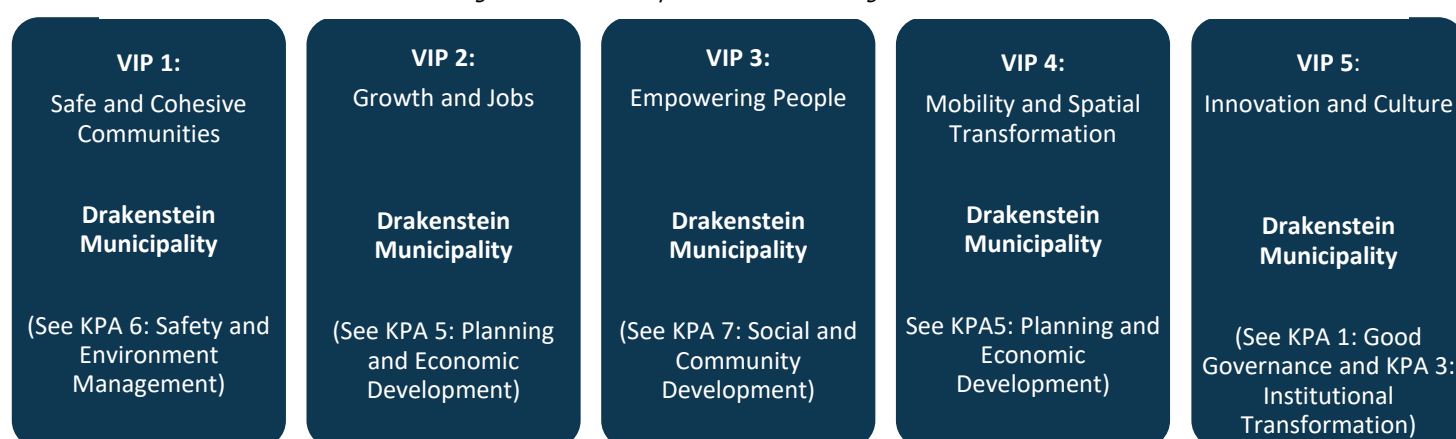 VIP 1:
Safe and Cohesive
Communities
Drakenstein
Municipality
(See KPA 6: Safety and
Environment
Management)
VIP 2:
Growth and Jobs
Drakenstein
Municipality
(See KPA 5: Planning
and Economic
Development)
VIP 3:
Empowering People
Drakenstein
Municipality
(See KPA 7: Social and
Community
Development)
VIP 4:
Mobility and Spatial
Transformation
Drakenstein
Municipality
See KPA5: Planning and
Economic
Development)
VIP 5:
Innovation and Culture
Drakenstein
Municipality
(See KPA 1: Good
Governance and KPA 3:
Institutional
Transformation)